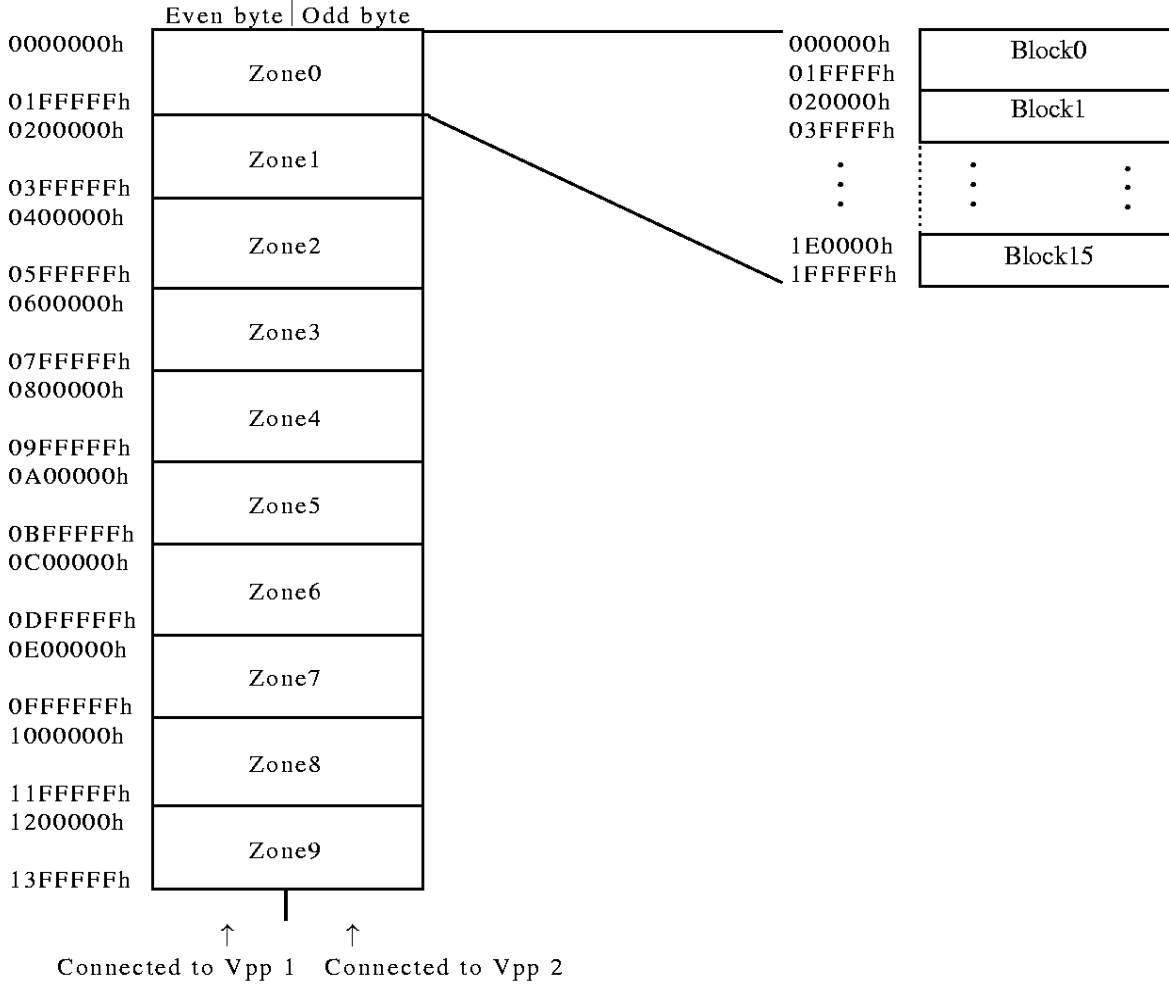 Even byte Odd byte
0000000h
Zone0
01FFFFFh
0200000h
Zone1
03FFFFFh
0400000h
Zone2
05FFFFFh
0600000h
Zone3
07FFFFFh
0800000h
Zone4
09FFFFFh
0A00000h
Zone5
0BFFFFFh
0C00000h
Zone6
0DFFFFFh
0E00000h
Zone7
0FFFFFFh
1000000h
Zone8
11FFFFFh
1200000h
Zone9
13FFFFFh
Connected to Vpp 1 Connected to Vpp 2
000000h
Block0
01FFFFh
020000h
Block1
03FFFFh
1E0000h
Block15
1FFFFFh